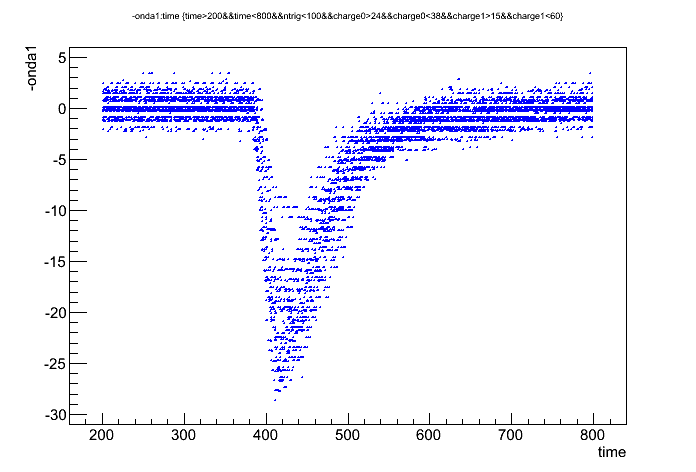 -onda1:time {time>200&&time<800&&ntrig<100&&charge0>24&&charge0<38&&charge1>15&&charge1<60}
-onda1
5
0
-5
-10
-15
-20
-25
-30
200 300 400 500 600 700 800
time